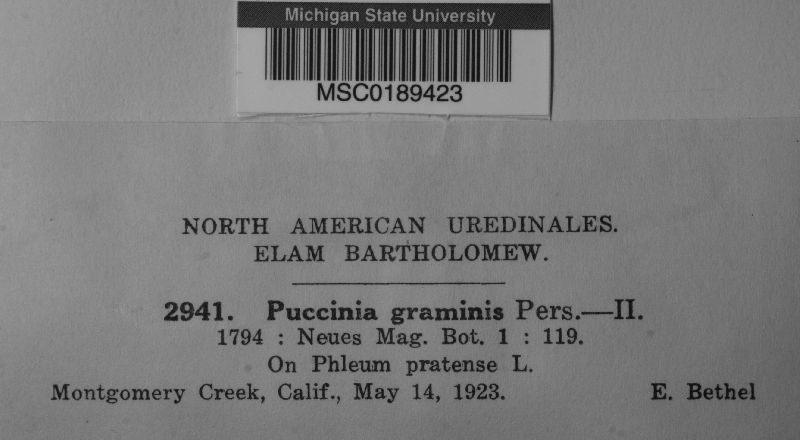 Michigan State University
MSC0189423
NORTH AMERICAN UREDINALES.
ELAM BARTHOLOMEW.
2941. Puccinia graminis Pers.—II.
1794 : Neues Mag. Bot. 1 : 119.
On Phleum pratense L.
Montgomery Creek, Calif., May 14, 1923. E. Bethel